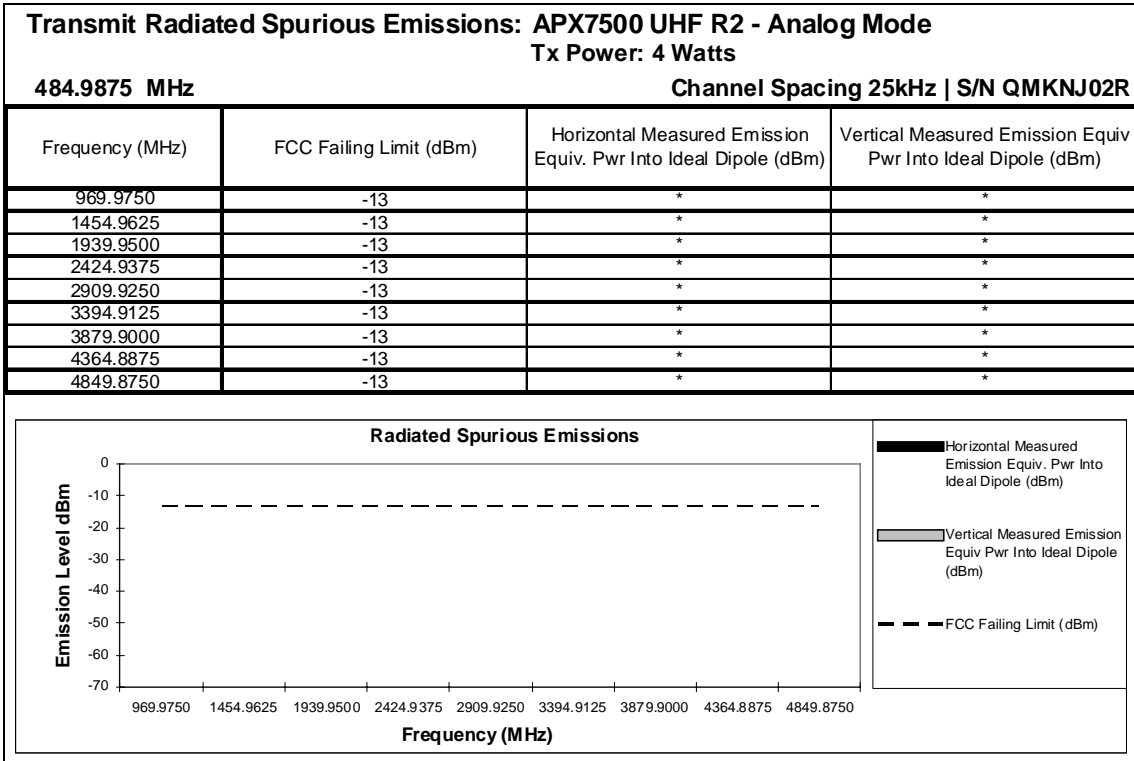 Transmit Radiated Spurious Emissions: APX7500 UHF R2 - Analog Mode
Tx Power: 4 Watts
484.9875 MHz Channel Spacing 25kHz | S/N QMKNJ02R
Frequency (MHz) FCC Failing Limit (dBm) Horizontal Measured Emission Equiv. Pwr Into Ideal Dipole (dBm) Vertical Measured Emission Equiv Pwr Into Ideal Dipole (dBm)
969.9750 -13 * *
1454.9625 -13 * *
1939.9500 -13 * *
2424.9375 -13 * *
2909.9250 -13 * *
3394.9125 -13 * *
3879.9000 -13 * *
4364.8875 -13 * *
4849.8750 -13 * *
Radiated Spurious Emissions
Emission Level dBm
0
-10
-20
-30
-40
-50
-60
-70
969.9750 1454.9625 1939.9500 2424.9375 2909.9250 3394.9125 3879.9000 4364.8875 4849.8750
Frequency (MHz)
Horizontal Measured
Emission Equiv. Pwr Into
Ideal Dipole (dBm)
Vertical Measured Emission
Equiv Pwr Into Ideal Dipole
(dBm)
FCC Failing Limit (dBm)